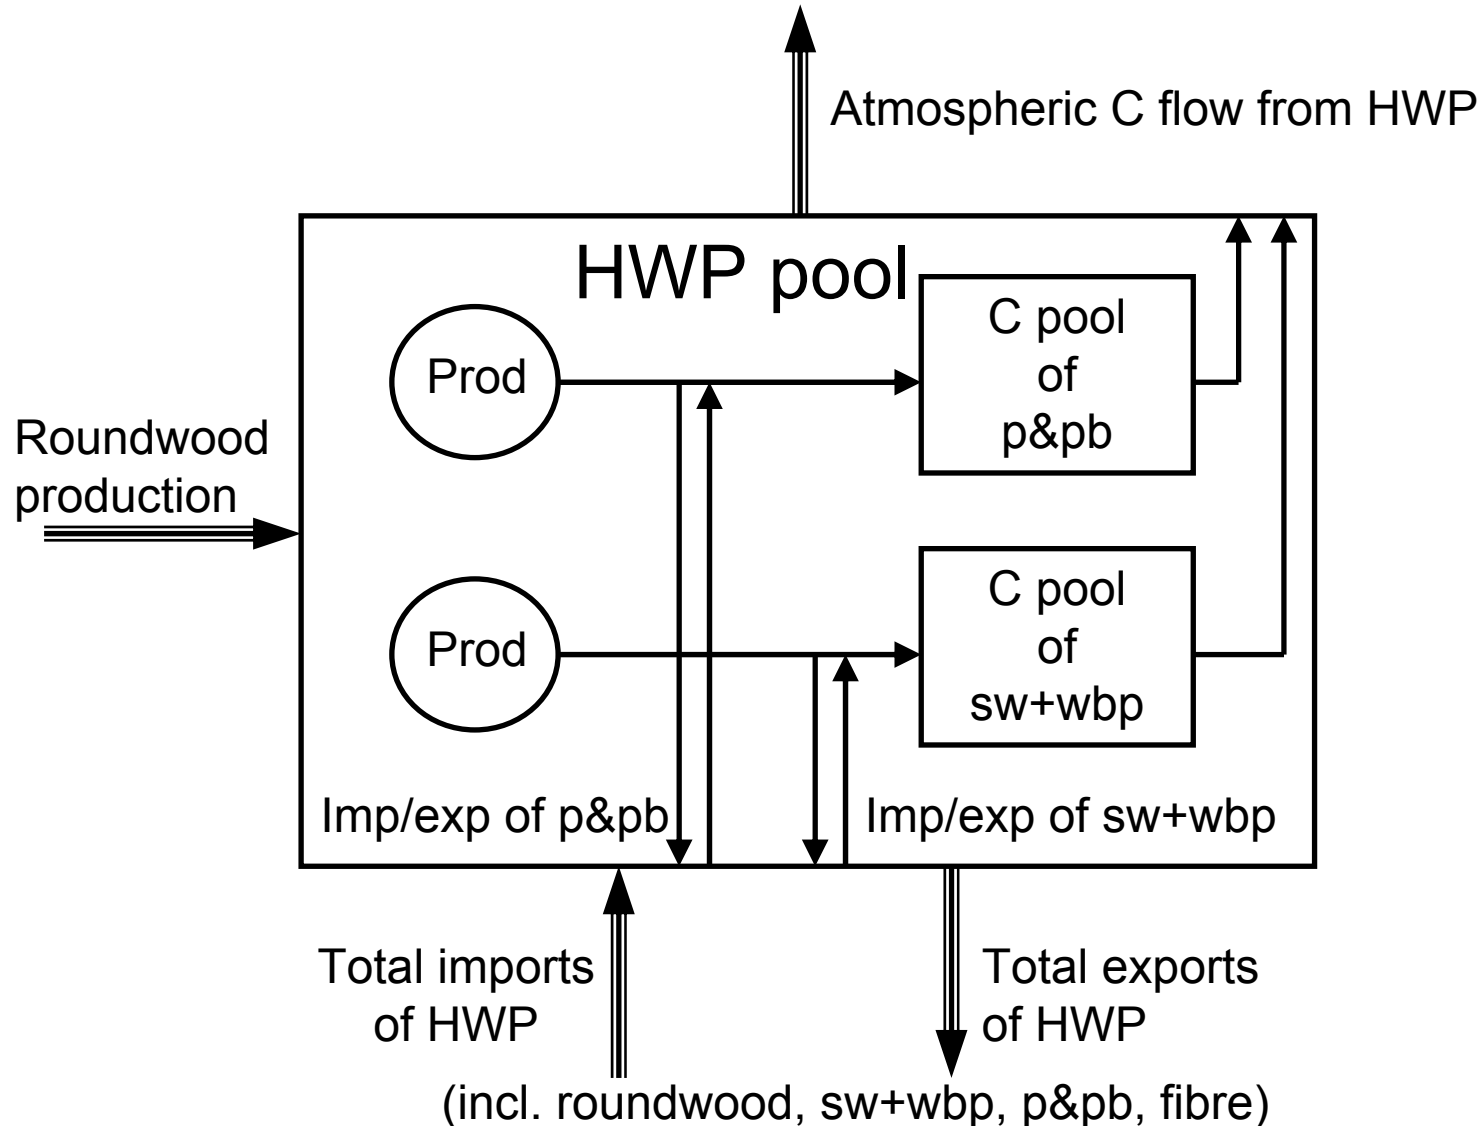 Atmospheric C flow from HWP
HWP pool
C pool
of
p&pb
Prod
Roundwood
production
C pool
of
sw+wbp
Prod
Imp/exp of p&pb
Imp/exp of sw+wbp
Total imports
of HWP
Total exports
of HWP
(incl. roundwood, sw+wbp, p&pb, fibre)